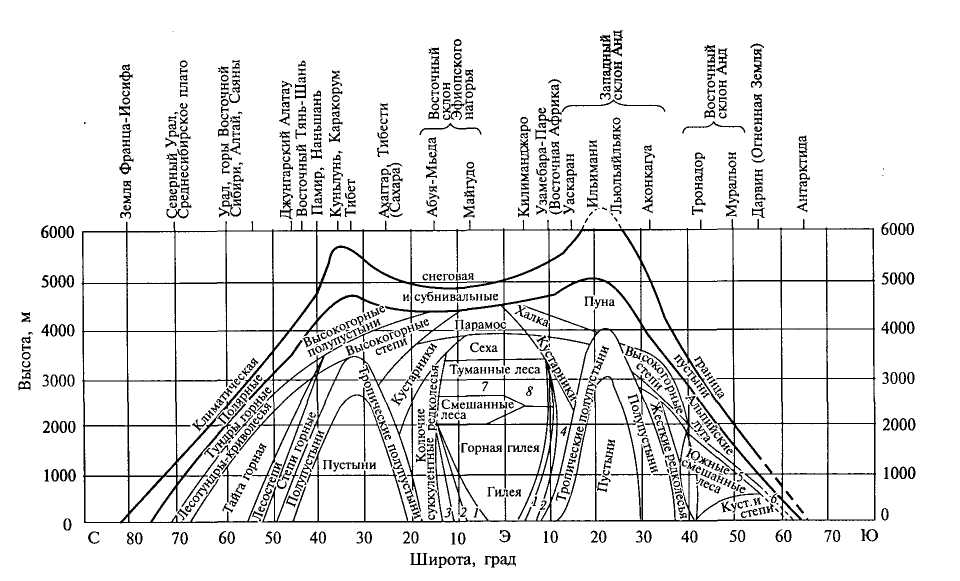 Земля Франца-Иосифа
Северный Урал,
Среднесибирское плато
Урал, горы Восточной
Сибири, Алтай, Саяны
Джунгарский Алатау
Восточный Тянь-Шань
Памир, Наньшань
Куньлунь, Каракорум
Тибет
Ахаггар, Тибести
(Сахара)
Восточный
склон
Эфиопского
нагорья
Абуя-Мьеда
Майгудо
Килиманджаро
Узамебара-Паре
(Восточная Африка)
Уаскаран
Западный
склон Анд
Ильимани
Льюльяйльяко
Аконкагуа
Восточный
склон Анд
Тронадор
Муральон
Дарвин (Огненная Земля)
Антарктида
Высота, м
6000
5000
4000
3000
2000
1000
0
6000
5000
4000
3000
2000
1000
0
Климатическая
снеговая
граница
Полярные
и субнивальные
пустыни
Тундры горные
Лесотундры-Криволесья
Тайга горная
Лесостепи
Степи горные
Полупустыни
Пустыни
Высокогорные
полупустыни
Высокогорные
степи
Тропические полупустыни
Кустарники
Колючие редколесья
суккулентные
Парамос
Сеха
Туманные леса
7
8
Смешанные
леса
Горная гилея
Гилея
3
2
1
1
2
4
Халка
Кустарники
Пуна
Тропические полупустыни
Пустыни
Полупустыни
Высокогорные
степи
Жесткие редколесья
Альпийские
луга
Южные
смешанные
леса
Куст. и
степи
6
С
80
70
60
50
40
30
20
10
Э
10
20
30
40
50
60
70
Ю
Широта, град